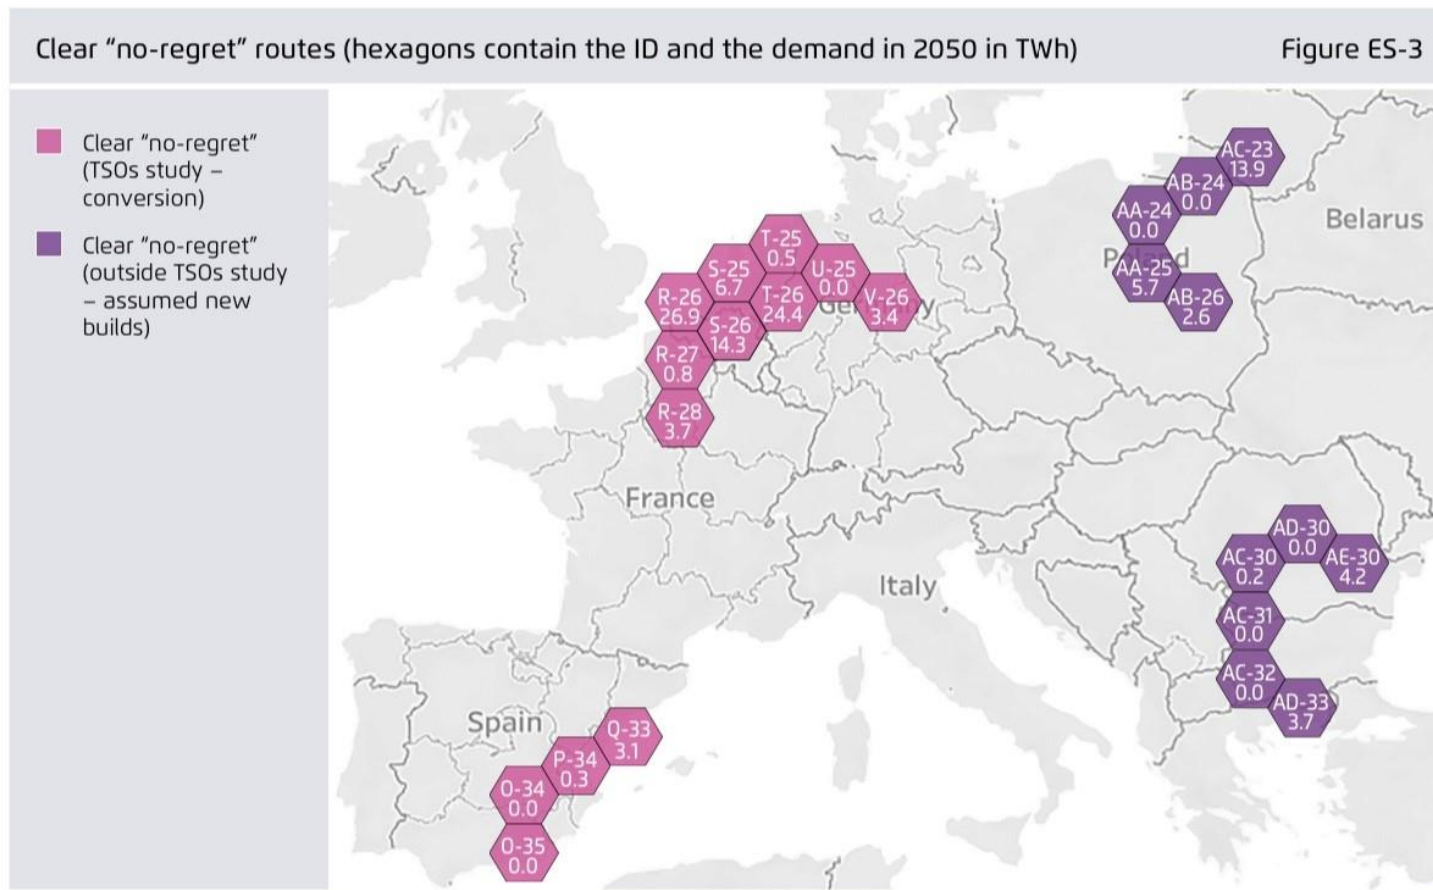 Clear “no-regret” routes (hexagons contain the ID and the demand in 2050 in TWh)
Figure ES-3
Clear “no-regret”
(TSOs study –
conversion)
Clear “no-regret”
(outside TSOs study
– assumed new
builds)
AC-23
13.9
AB-24
0.0
AA-24
0.0
Belarus
Poland
AA-25
5.7
AB-26
2.6
T-25
0.5
S-25
6.7
U-25
0.0
R-26
26.9
T-26
24.4
V-26
3.4
Germany
S-26
14.3
R-27
0.8
R-28
3.7
France
Italy
AD-30
0.0
AC-30
0.2
AE-30
4.2
AC-31
0.0
AC-32
0.0
AD-33
3.7
Spain
Q-33
3.1
P-34
0.3
O-34
0.0
O-35
0.0